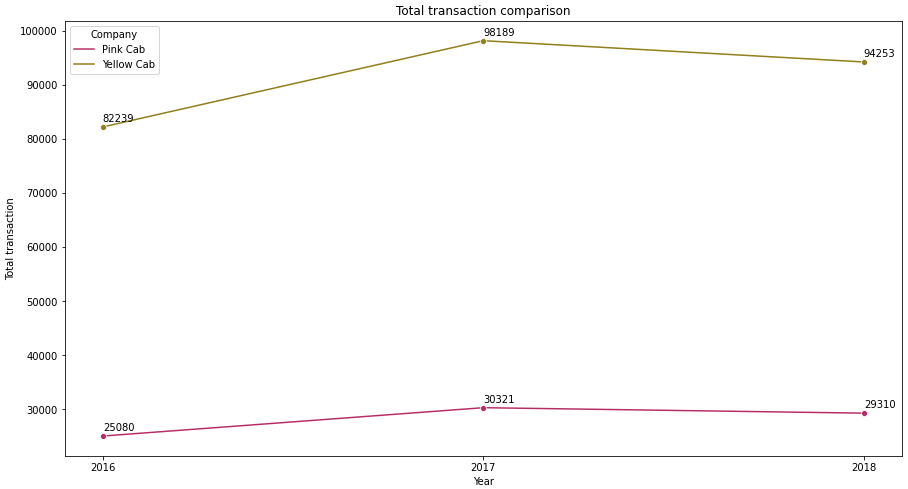 Total transaction comparison
Company
Pink Cab
Yellow Cab
100000
90000
80000
70000
60000
50000
40000
30000
Total transaction
82239
98189
94253
25080
30321
29310
2016
2017
2018
Year